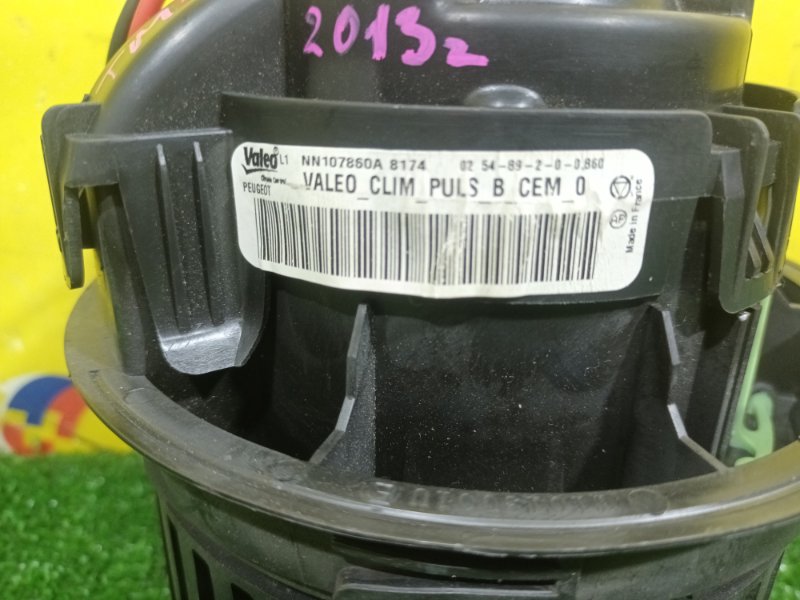 2013г
Valeo L1 NN107860A 8174 02 54-89-2-0-0,860
PEUGEOT VALEO_CLIM_PULS_B_CEM_0
Made in France